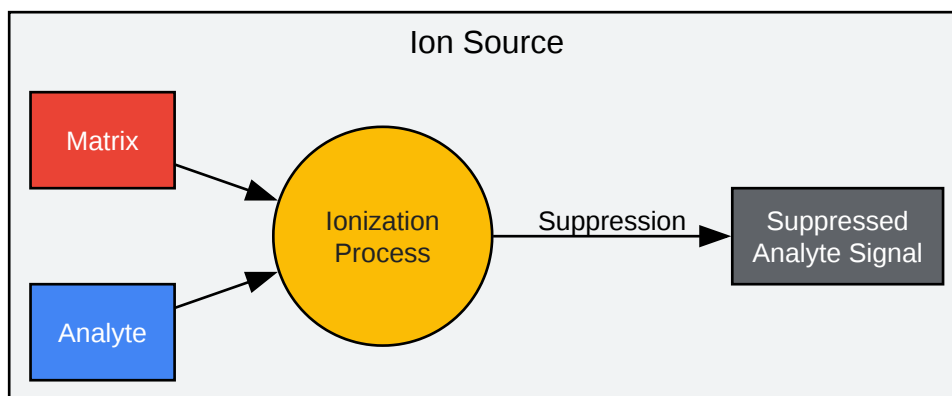 Ion Source
Matrix
Analyte
Ionization
Process
Suppression
Suppressed
Analyte Signal